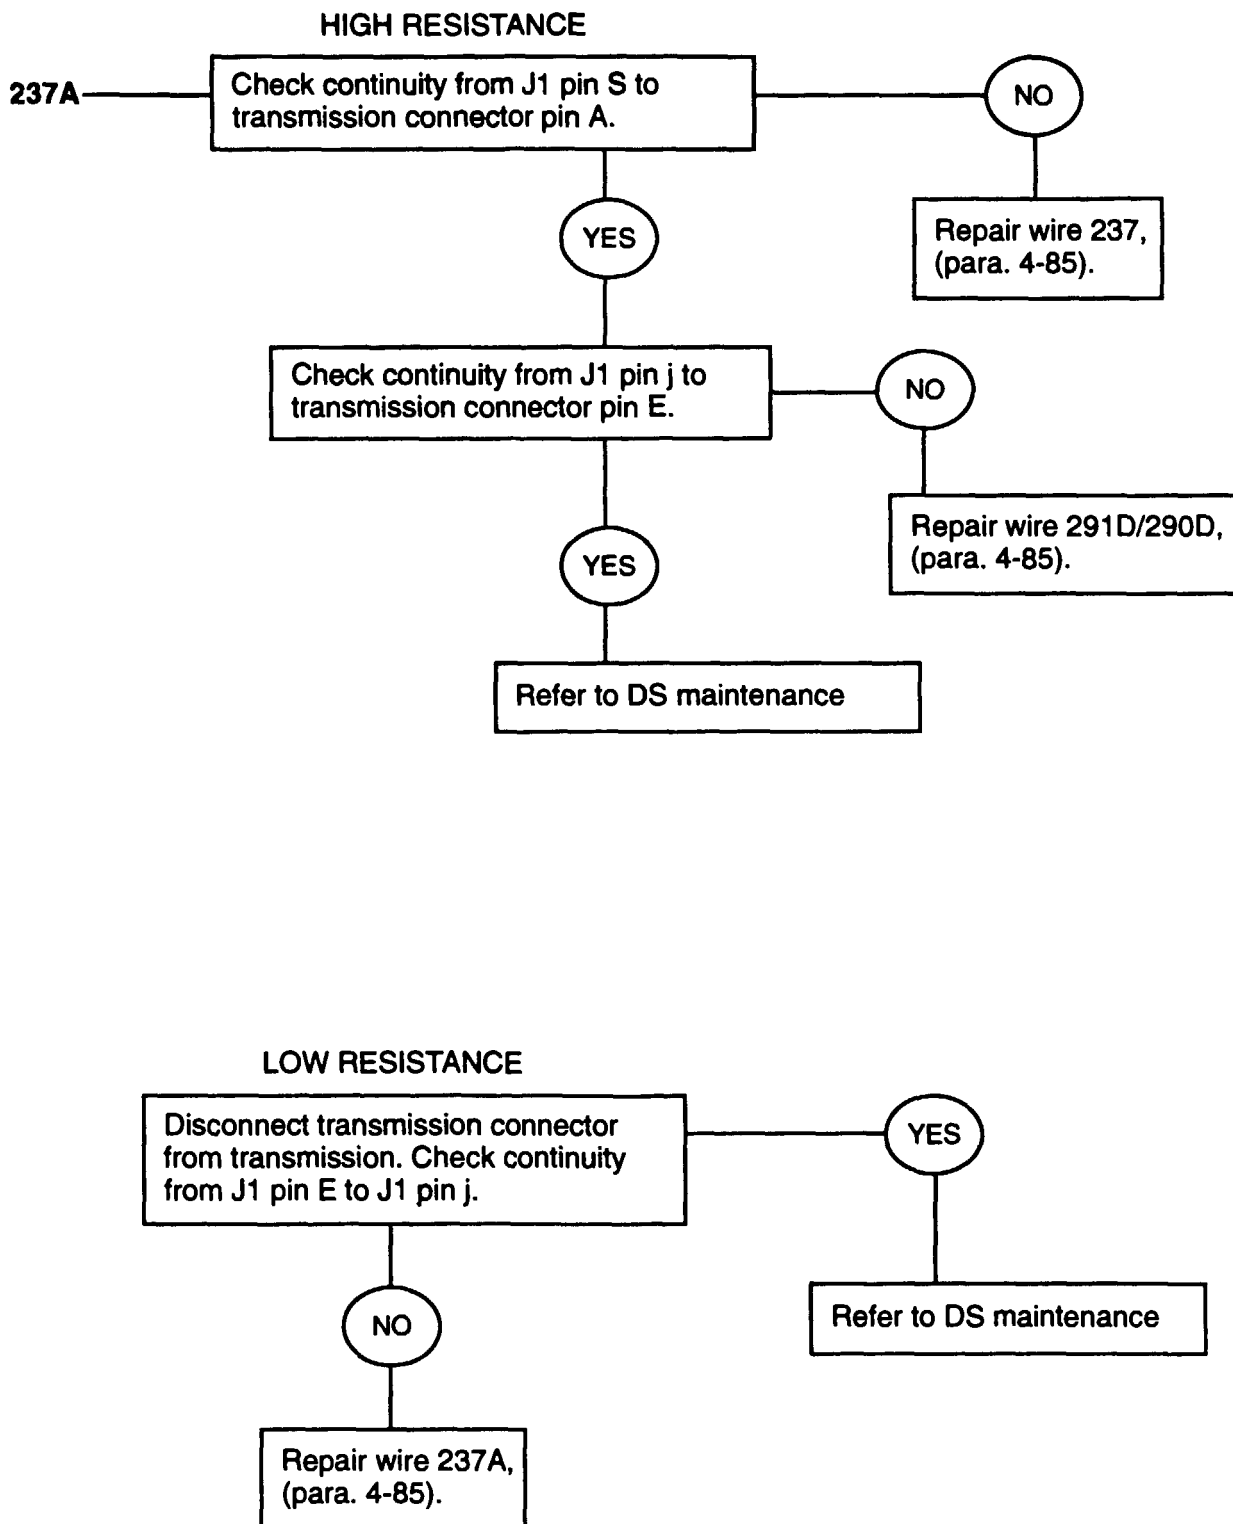 HIGH RESISTANCE
237A
Check continuity from J1 pin S to
transmission connector pin A.
NO
YES
Repair wire 237,
(para. 4-85).
Check continuity from J1 pin j to
transmission connector pin E.
NO
YES
Repair wire 291D/290D,
(para. 4-85).
Refer to DS maintenance
LOW RESISTANCE
Disconnect transmission connector
from transmission. Check continuity
from J1 pin E to J1 pin j.
YES
NO
Refer to DS maintenance
Repair wire 237A,
(para. 4-85).